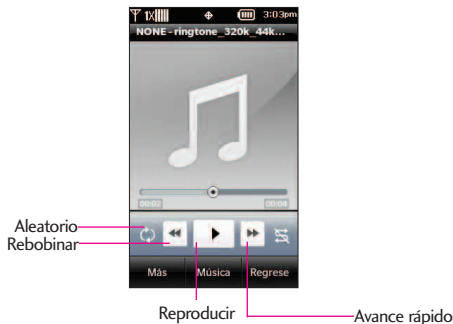 1X 3:03pm
NONE - ringtone_320k_44k...
00:02 00:04
Aleatorio
Rebobinar
Más Música Regrese
Reproducir
Avance rápido